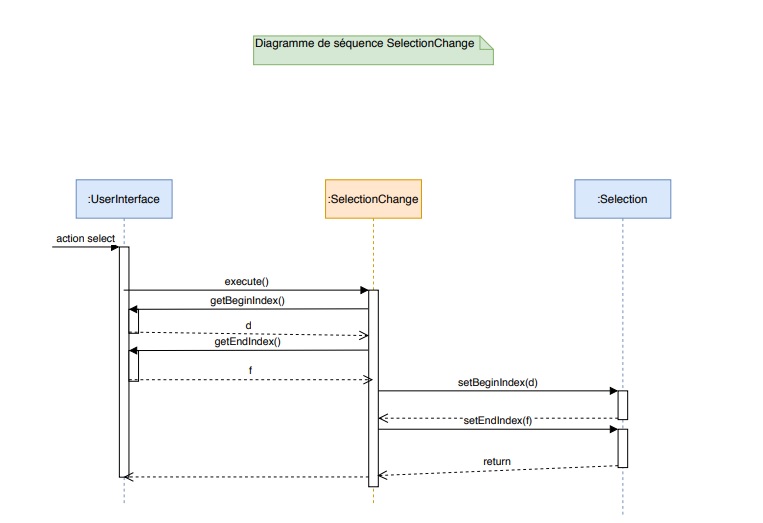 Diagramme de séquence SelectionChange
:UserInterface
:SelectionChange
:Selection
action select
execute()
getBeginIndex()
d
getEndIndex()
f
setBeginIndex(d)
setEndIndex(f)
return